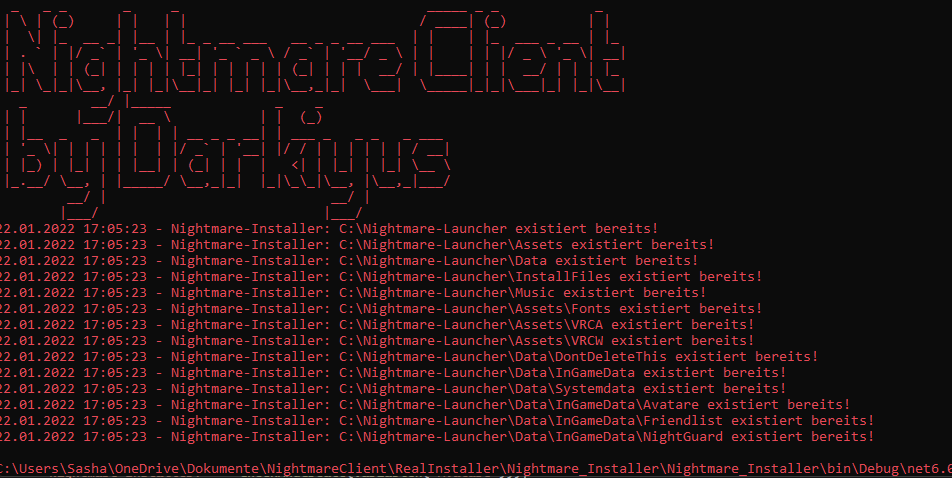 Nightmare Client
by Darkiyus
22.01.2022 17:05:23 - Nightmare-Installer: C:\Nightmare-Launcher existiert bereits!
22.01.2022 17:05:23 - Nightmare-Installer: C:\Nightmare-Launcher\Assets existiert bereits!
22.01.2022 17:05:23 - Nightmare-Installer: C:\Nightmare-Launcher\Data existiert bereits!
22.01.2022 17:05:23 - Nightmare-Installer: C:\Nightmare-Launcher\InstallFiles existiert bereits!
22.01.2022 17:05:23 - Nightmare-Installer: C:\Nightmare-Launcher\Music existiert bereits!
22.01.2022 17:05:23 - Nightmare-Installer: C:\Nightmare-Launcher\Assets\Fonts existiert bereits!
22.01.2022 17:05:23 - Nightmare-Installer: C:\Nightmare-Launcher\Assets\VRCA existiert bereits!
22.01.2022 17:05:23 - Nightmare-Installer: C:\Nightmare-Launcher\Assets\VRCW existiert bereits!
22.01.2022 17:05:23 - Nightmare-Installer: C:\Nightmare-Launcher\Data\DontDeleteThis existiert bereits!
22.01.2022 17:05:23 - Nightmare-Installer: C:\Nightmare-Launcher\Data\InGameData existiert bereits!
22.01.2022 17:05:23 - Nightmare-Installer: C:\Nightmare-Launcher\Data\Systemdata existiert bereits!
22.01.2022 17:05:23 - Nightmare-Installer: C:\Nightmare-Launcher\Data\InGameData\Avatare existiert bereits!
22.01.2022 17:05:23 - Nightmare-Installer: C:\Nightmare-Launcher\Data\InGameData\Friendlist existiert bereits!
22.01.2022 17:05:23 - Nightmare-Installer: C:\Nightmare-Launcher\Data\InGameData\NightGuard existiert bereits!
C:\Users\Sasha\OneDrive\Dokumente\NightmareClient\RealInstaller\Nightmare_Installer\Nightmare_Installer\bin\Debug\net6.0